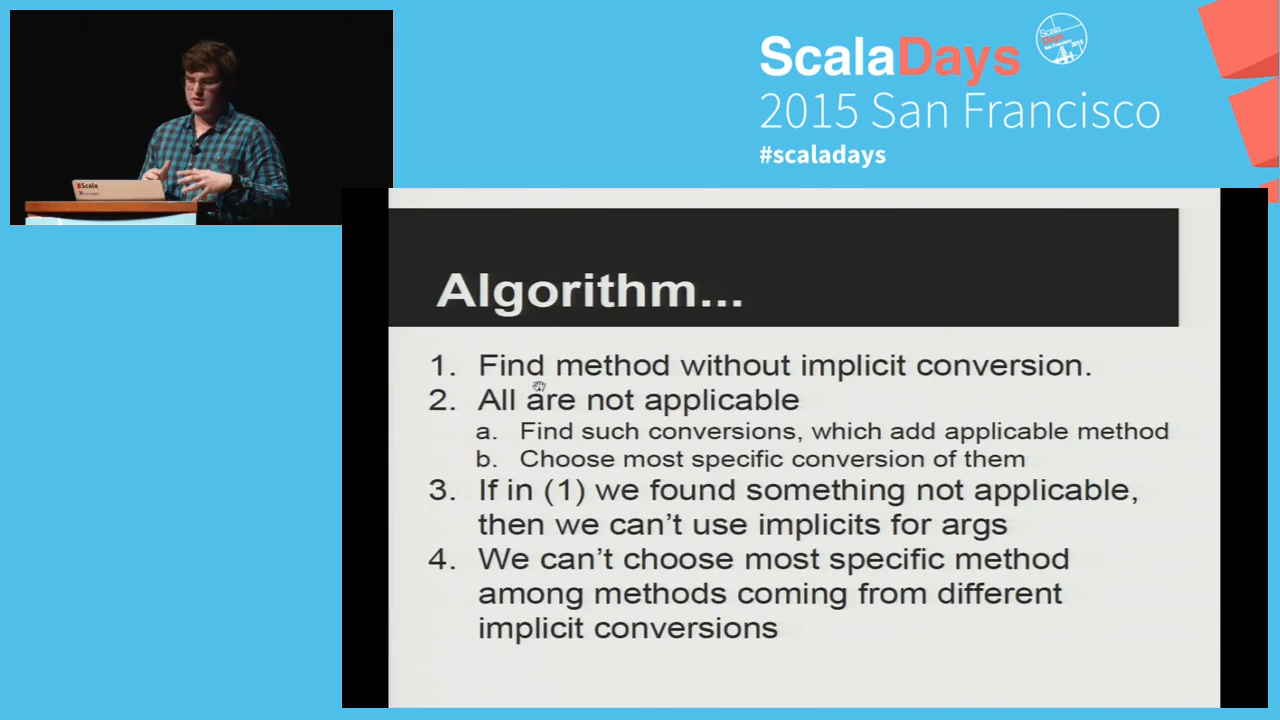 ScalaDays
2015 San Francisco
#scaladays
Scala
Algorithm...
1. Find method without implicit conversion.
2. All are not applicable
a. Find such conversions, which add applicable method
b. Choose most specific conversion of them
3. If in (1) we found something not applicable,
then we can't use implicits for args
4. We can't choose most specific method
among methods coming from different
implicit conversions